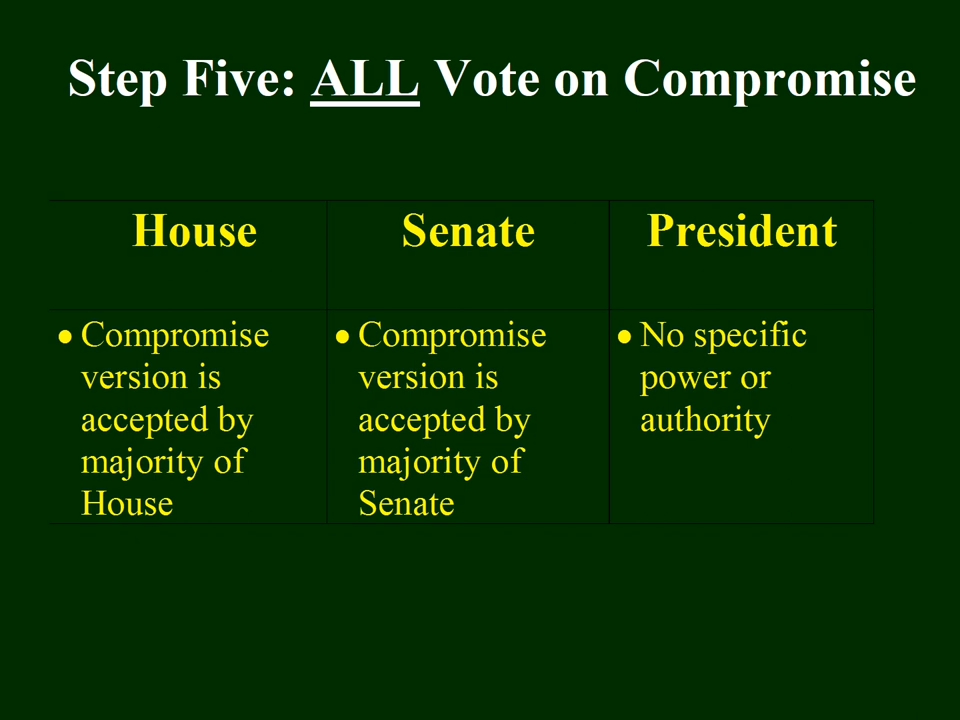 Step Five: ALL Vote on Compromise
House
Senate
President
• Compromise
version is
accepted by
majority of
House
• Compromise
version is
accepted by
majority of
Senate
• No specific
power or
authority